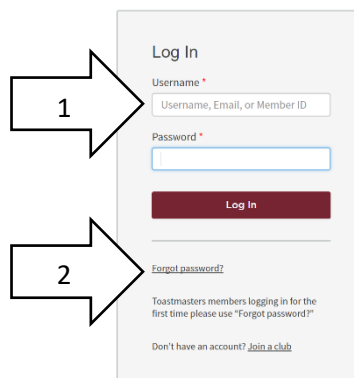 Log In
Username *
1
Username, Email, or Member ID
Password *
Log In
2
Forgot password?
Toastmasters members logging in for the
first time please use “Forgot password?”
Don't have an account? Join a club